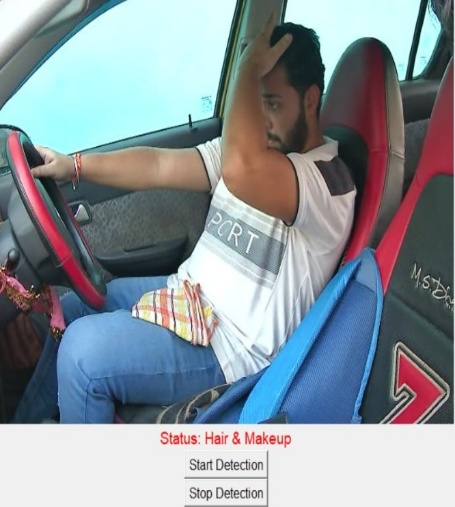 PCRT
7
Status: Hair & Makeup
Start Detection
Stop Detection